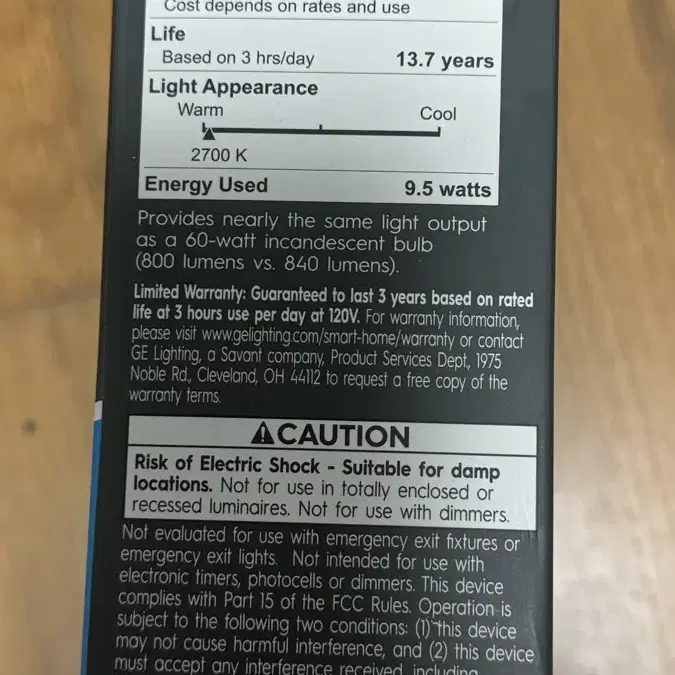 Cost depends on rates and use
Life
Based on 3 hrs/day 13.7 years
Light Appearance
Warm Cool
2700 K
Energy Used 9.5 watts
Provides nearly the same light output
as a 60-watt incandescent bulb
(800 lumens vs. 840 lumens).
Limited Warranty: Guaranteed to last 3 years based on rated
life at 3 hours use per day at 120V. For warranty information,
please visit www.gelighting.com/smart-home/warranty or contact
GE Lighting, a Savant company, Product Services Dept, 1975
Noble Rd., Cleveland, OH 44112 to request a free copy of the
warranty terms.
⚠CAUTION
Risk of Electric Shock - Suitable for damp
locations. Not for use in totally enclosed or
recessed luminaires. Not for use with dimmers.
Not evaluated for use with emergency exit fixtures or
emergency exit lights. Not intended for use with
electronic timers, photocells or dimmers. This device
complies with Part 15 of the FCC Rules. Operation is
subject to the following two conditions: (1) this device
may not cause harmful interference, and (2) this device
must accept any interference received, including